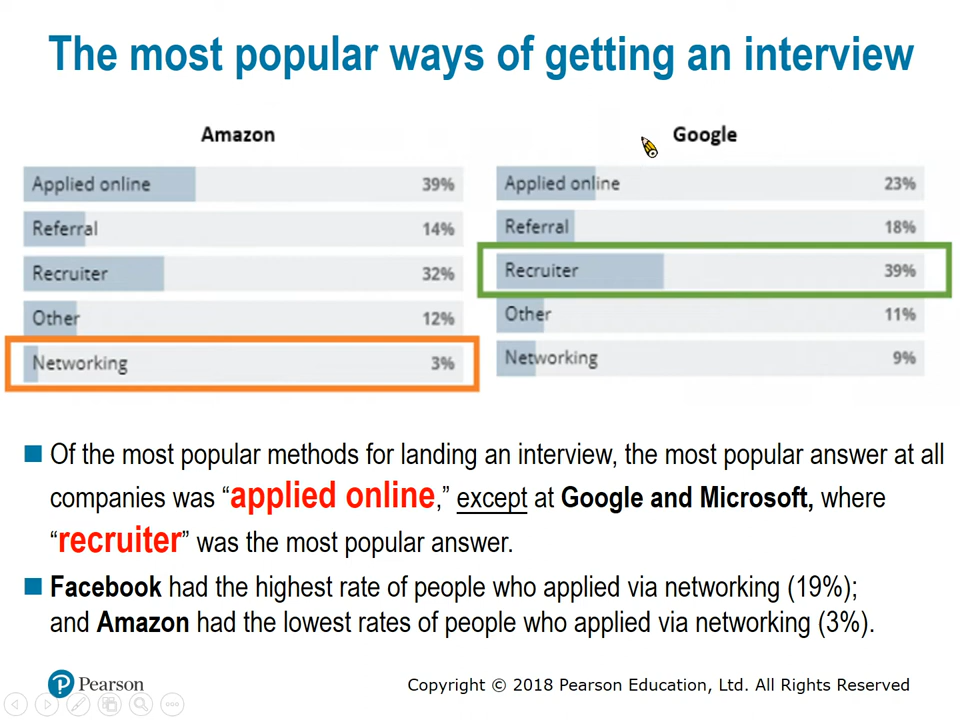 The most popular ways of getting an interview
Amazon
Applied online 39%
Referral 14%
Recruiter 32%
Other 12%
Networking 3%
Google
Applied online 23%
Referral 18%
Recruiter 39%
Other 11%
Networking 9%
Of the most popular methods for landing an interview, the most popular answer at all
companies was “applied online,” except at Google and Microsoft, where
“recruiter” was the most popular answer.
Facebook had the highest rate of people who applied via networking (19%);
and Amazon had the lowest rates of people who applied via networking (3%).
P Pearson
Copyright © 2018 Pearson Education, Ltd. All Rights Reserved